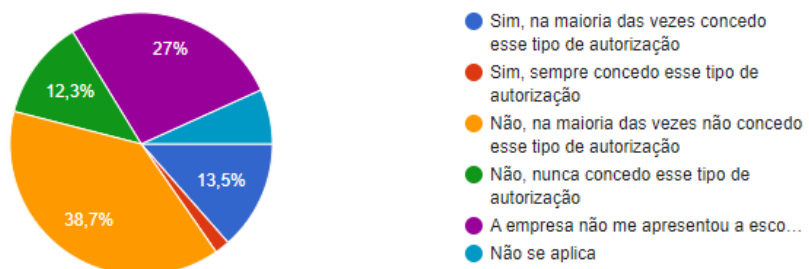 27%
12,3%
13,5%
38,7%
Sim, na maioria das vezes concedo
esse tipo de autorização
Sim, sempre concedo esse tipo de
autorização
Não, na maioria das vezes não concedo
esse tipo de autorização
Não, nunca concedo esse tipo de
autorização
A empresa não me apresentou a esco…
Não se aplica